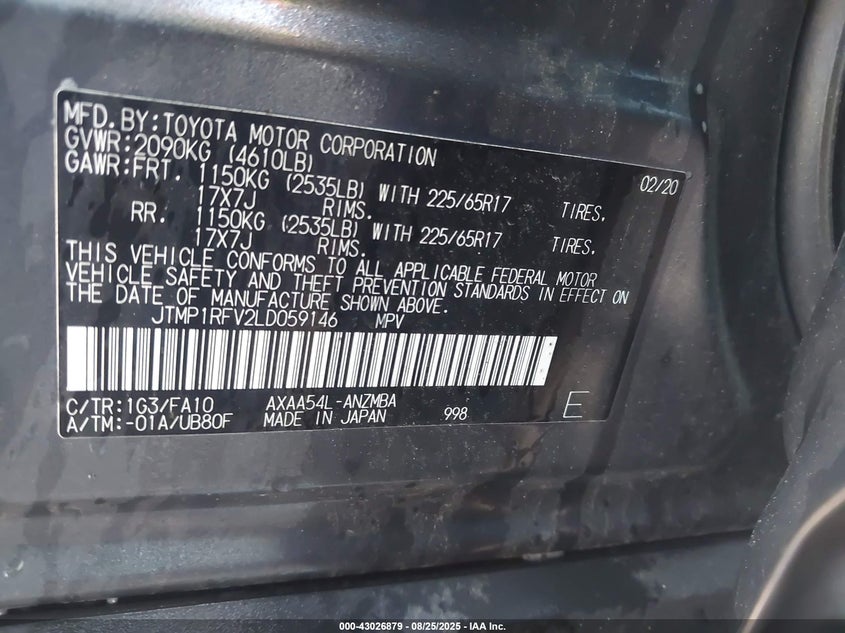 MFD.BY:TOYOTA MOTOR CORPORATION 02/20
GVWR:2090KG (4610LB)
GAWR:FRT. 1150KG (2535LB) WITH 225/65R17 TIRES,
17X7J RIMS.
RR. 1150KG (2535LB) WITH 225/65R17 TIRES,
17X7J RIMS.
THIS VEHICLE CONFORMS TO ALL APPLICABLE FEDERAL MOTOR
VEHICLE SAFETY AND THEFT PREVENTION STANDARDS IN EFFECT ON
THE DATE OF MANUFACTURE SHOWN ABOVE.
JTMP1RFV2LD059146 MPV
C/TR:1G3/FA10 AXAA54L-ANZMBA
A/TM:-01A/UB80F MADE IN JAPAN 998 E
000-43026879 - 08/25/2025 - IAA Inc.